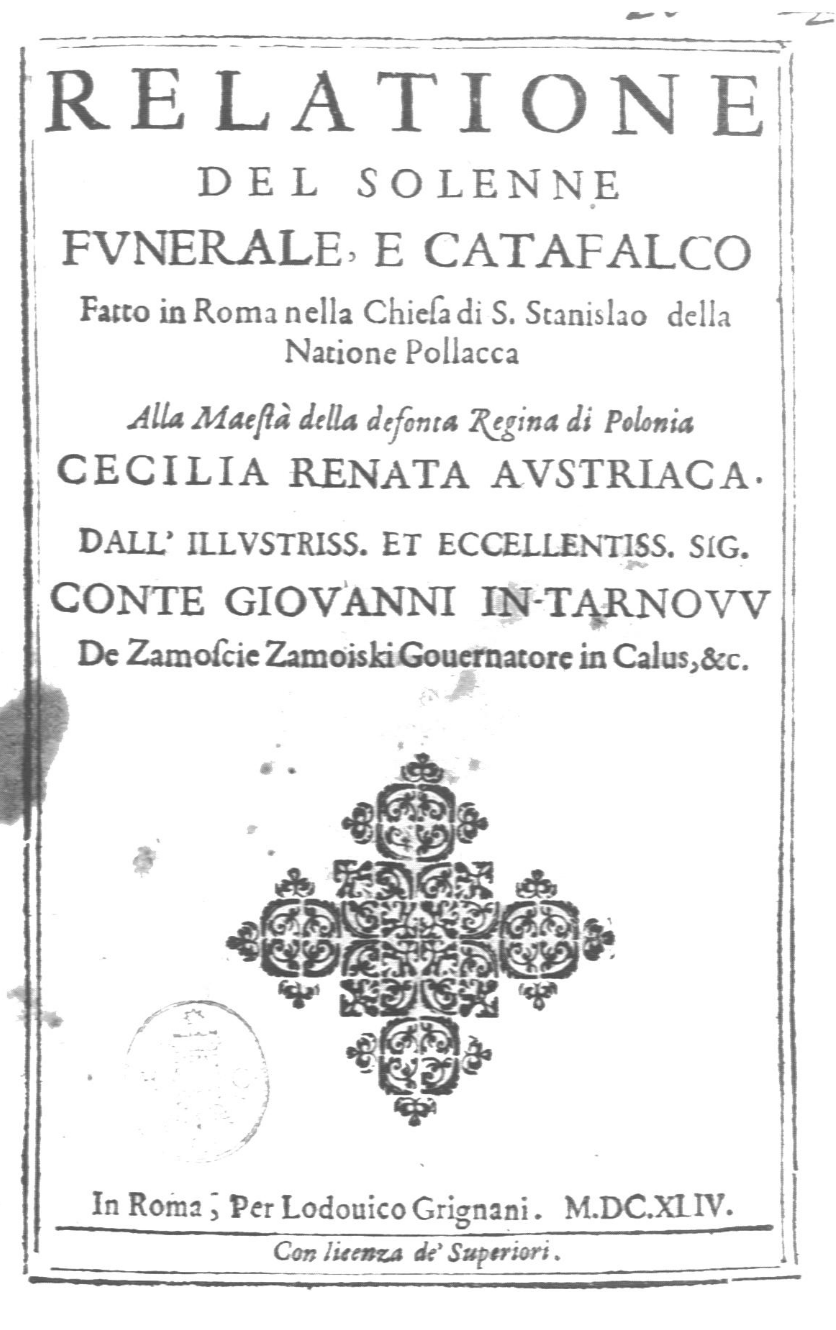 RELATIONE
DEL SOLENNE
FVNERALE, E CATAFALCO
Fatto in Roma nella Chieſa di S. Stanislao della
Natione Pollacca
Alla Maeſtà della defonta Regina di Polonia
CECILIA RENATA AVSTRIACA.
DALL' ILLVSTRISS. ET ECCELLENTISS. SIG.
CONTE GIOVANNI IN-TARNOVV
De Zamoſcie Zamoiski Gouernatore in Calus, &c.
In Roma; Per Lodouico Grignani. M.DC.XLIV.
Con licenza de' Superiori.